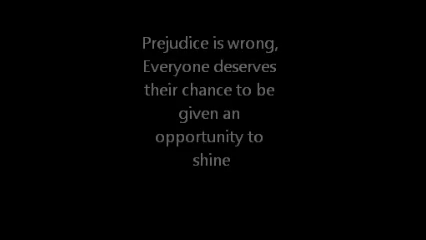 Prejudice is wrong,
Everyone deserves
their chance to be
given an
opportunity to
shine